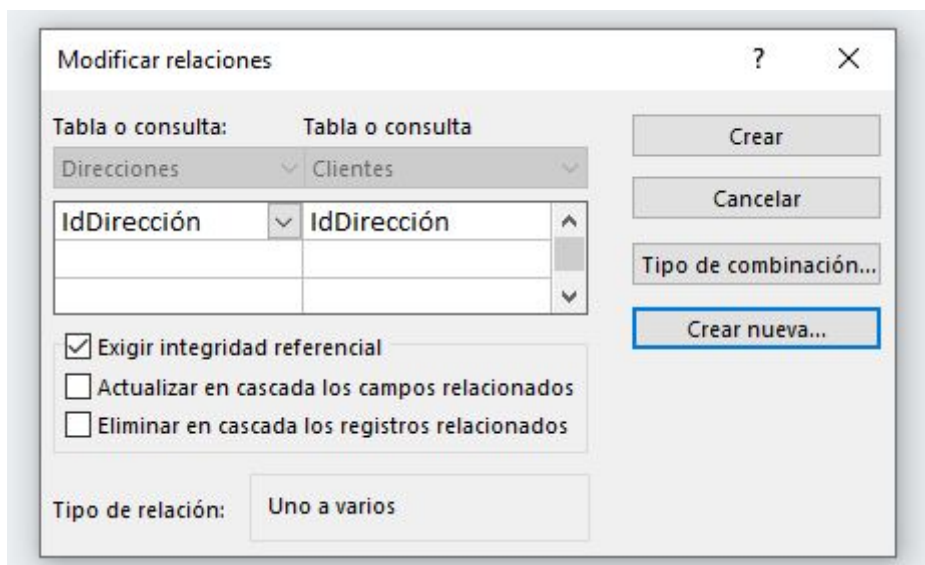 Modificar relaciones ?
Tabla o consulta: Tabla o consulta
Direcciones Clientes
IdDirección IdDirección
Exigir integridad referencial
Actualizar en cascada los campos relacionados
Eliminar en cascada los registros relacionados
Tipo de relación: Uno a varios
Crear
Cancelar
Tipo de combinación...
Crear nueva...